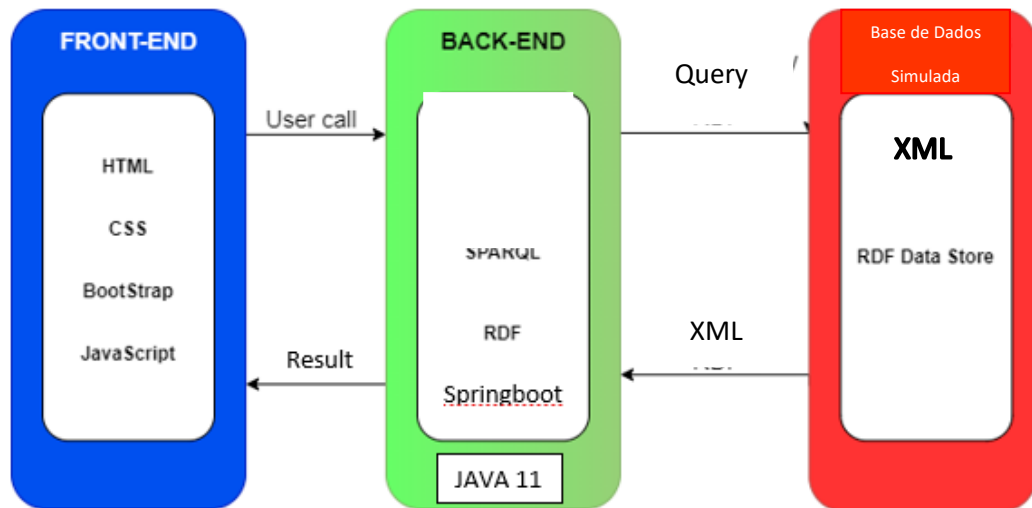 FRONT-END
HTML
CSS
BootStrap
JavaScript
User call
Result
BACK-END
SPARQL
RDF
Springboot
JAVA 11
Query
XML
Base de Dados
Simulada
XML
RDF Data Store